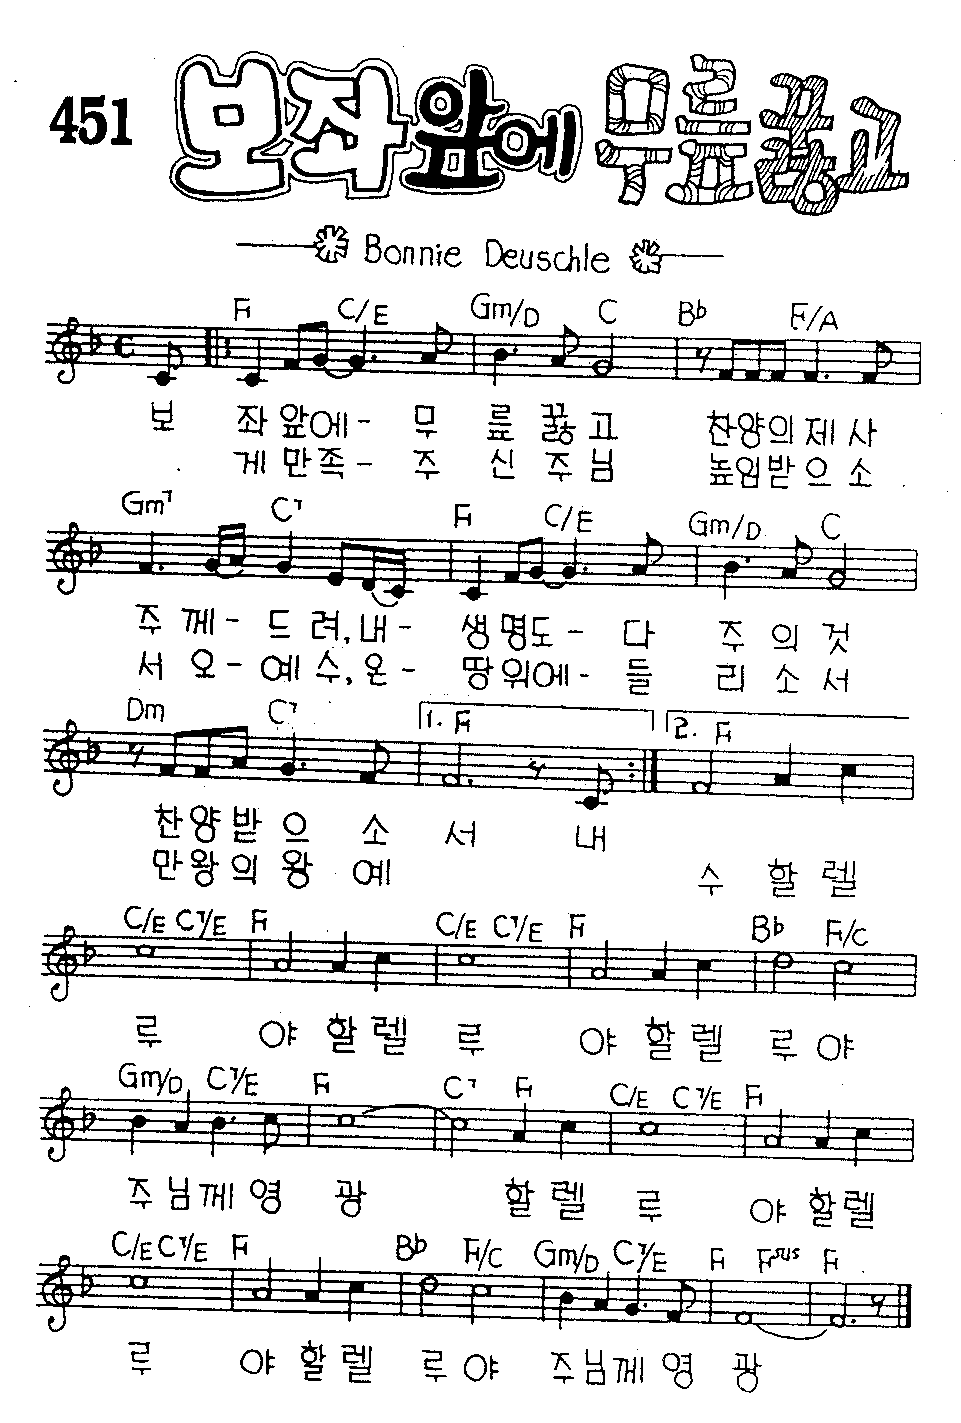 451 보좌앞에 무릎꿇고
Bonnie Deuschle
F C/E Gm/D C B♭ F/A
보 좌앞에- 무 릎 꿇 고 찬양의제사
게만족- 주 신주님 높임받으소
Gm7 C7 F C/E Gm/D C
주께- 드려,내- 생명도- 다 주의것
서오- 예수,온- 땅위에- 들 리소서
Dm C7 1. F 2. F
찬양받으 소 서 내
만왕의왕 예 수 할렐
C/E C7/E F C/E C7/E F B♭ F/C
루 야할렐 루 야 할렐 루야
Gm/D C7/E F C7 F C/E C7/E F
주님께영 광 할렐 루 야할렐
C/E C7/E F B♭ F/C Gm/D C7/E F Fsus F
루 야할렐 루야 주님께영 광